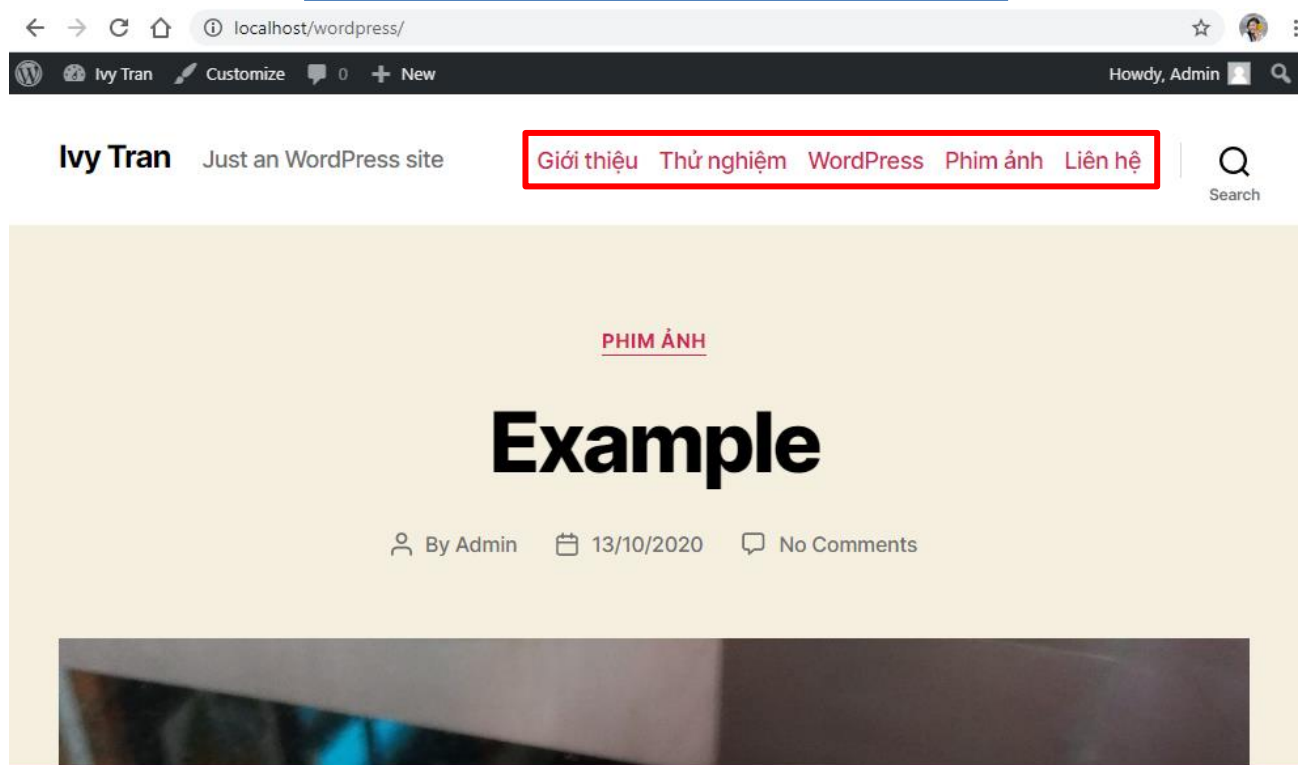 localhost/wordpress/
Ivy Tran Customize 0 New Howdy, Admin
Ivy Tran Just an WordPress site Giới thiệu Thử nghiệm WordPress Phim ảnh Liên hệ
Search
PHIM ẢNH
Example
By Admin 13/10/2020 No Comments